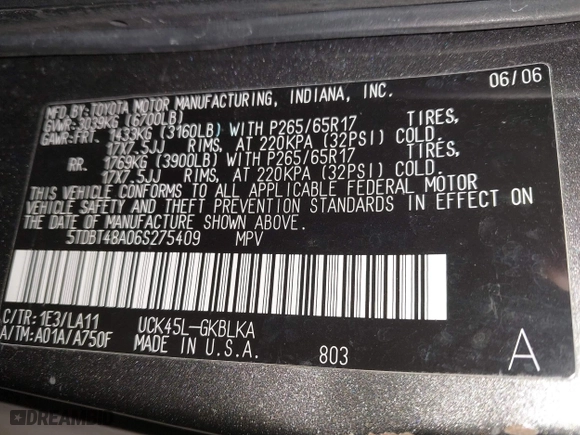 MFD.BY:TOYOTA MOTOR MANUFACTURING, INDIANA, INC. 06/06
GVWR:3039KG (6700LB)
GAWR:FRT. 1433KG (3160LB) WITH P265/65R17 TIRES,
17X7.5JJ RIMS, AT 220KPA (32PSI) COLD.
RR. 1769KG (3900LB) WITH P265/65R17 TIRES,
17X7.5JJ RIMS, AT 220KPA (32PSI) COLD.
THIS VEHICLE CONFORMS TO ALL APPLICABLE FEDERAL MOTOR
VEHICLE SAFETY AND THEFT PREVENTION STANDARDS IN EFFECT ON
THE DATE OF MANUFACTURE SHOWN ABOVE.
5TDBT48A06S275409 MPV
C/TR:1E3/LA11 UCK45L-GKBLKA
A/TM:A01A/A750F MADE IN U.S.A. 803 A
DREAMBID